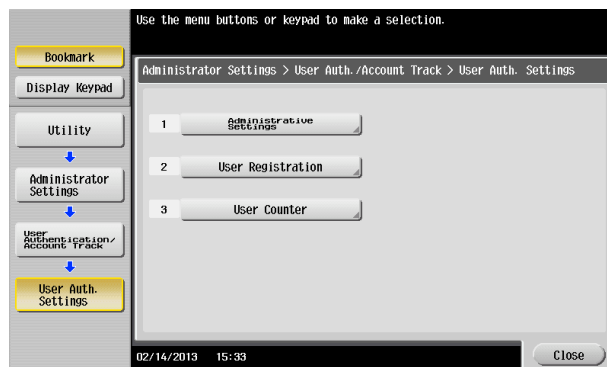 Use the menu buttons or keypad to make a selection.
Bookmark
Display Keypad
Utility
Administrator
Settings
User
Authentication/
Account Track
User Auth.
Settings
Administrator Settings > User Auth./Account Track > User Auth. Settings
1 Administrative
Settings
2 User Registration
3 User Counter
02/14/2013 15:33
Close